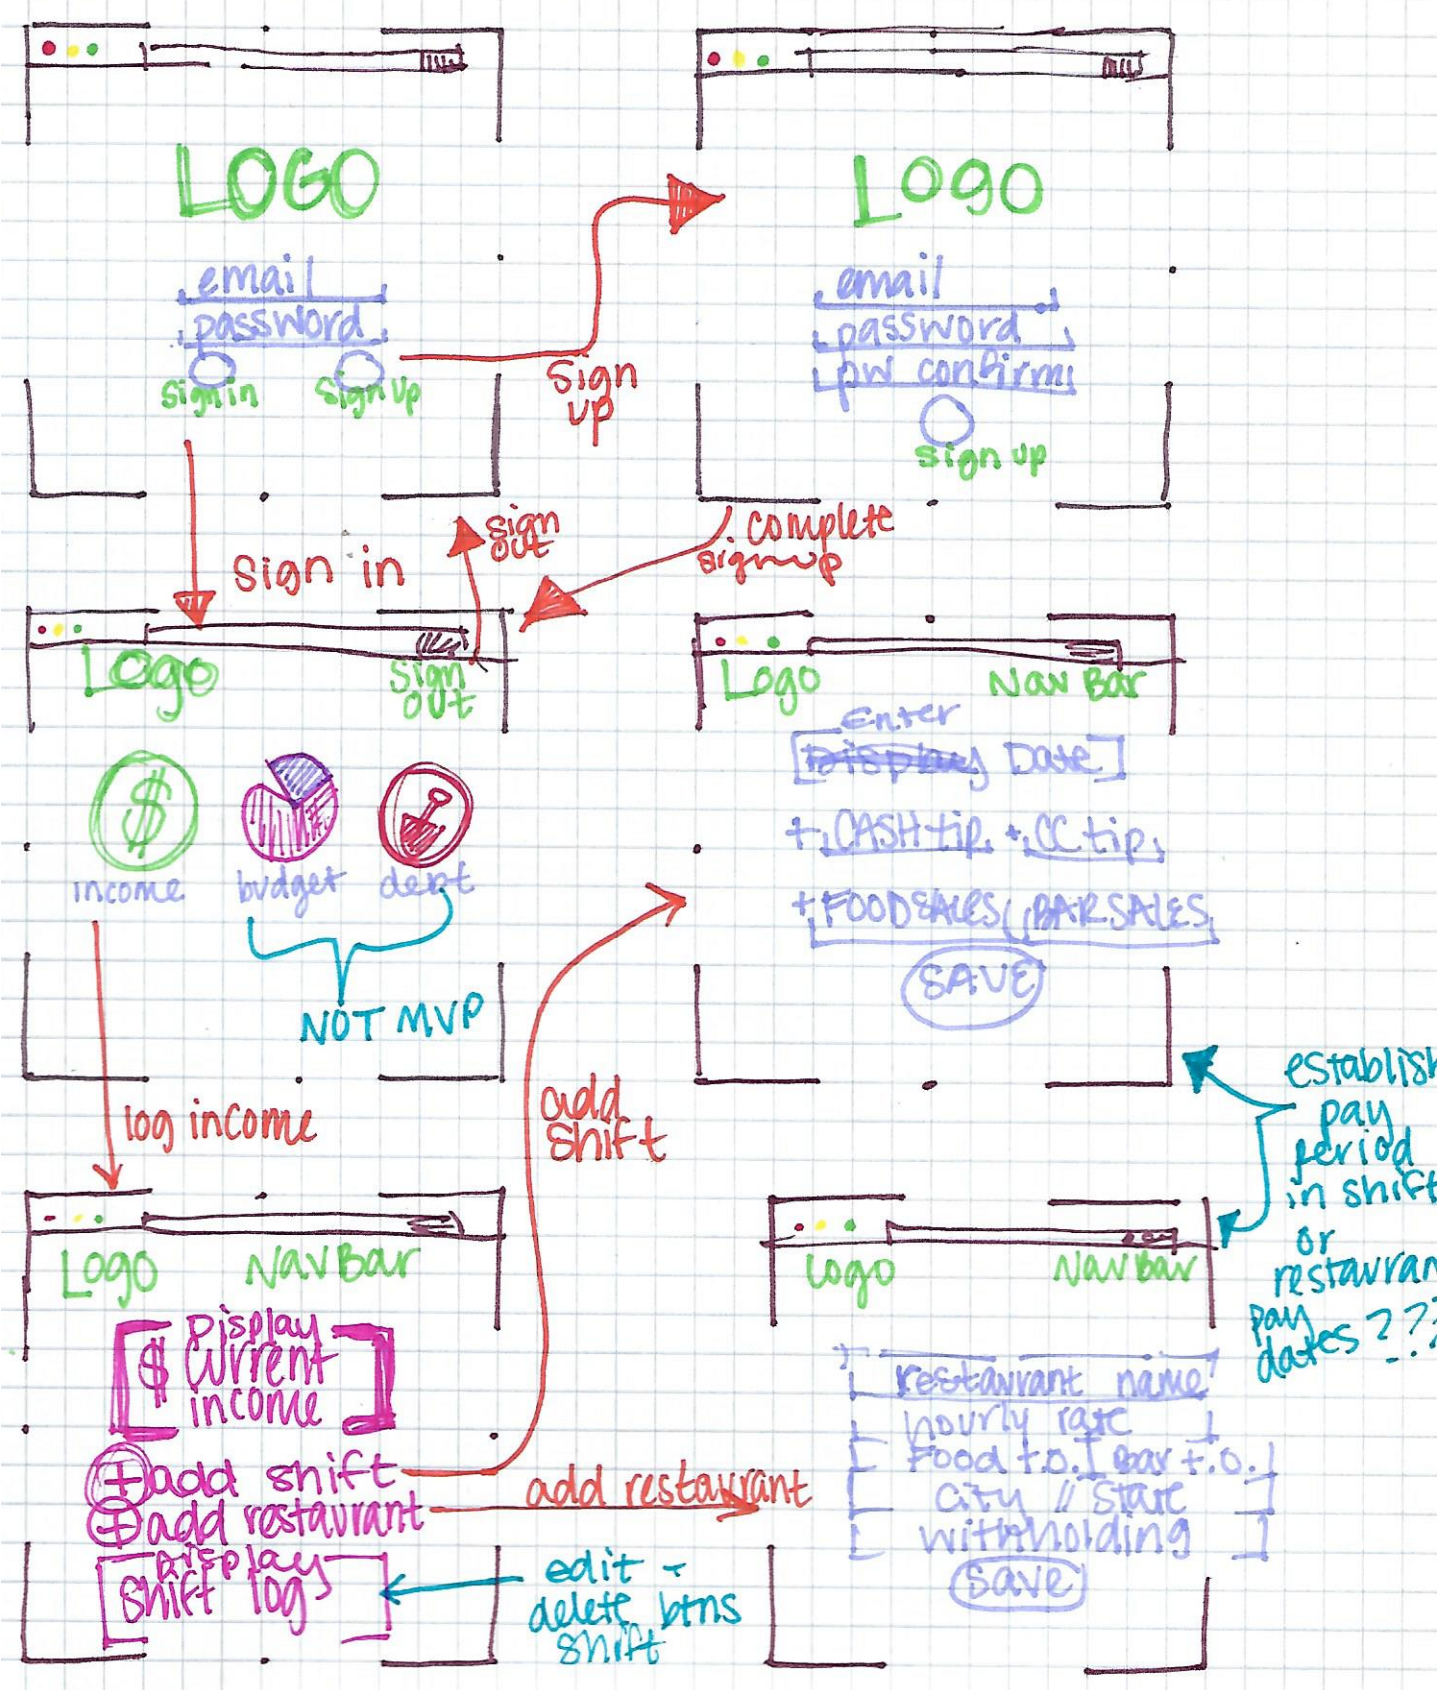 LOGO
email
password
sign in
sign up
sign
up
Logo
email
password
pw confirm
sign up
sign in
sign
out
complete
signup
Logo
sign
out
income
budget
debt
NOT MVP
Logo
Nav Bar
Enter
Display Date
+ CASH tip + CC tip
+ FOOD SALES BAR SALES
SAVE
log income
add
shift
establish
pay
period
in shift
or
restauran
pay
dates???
Logo
NavBar
Display
$ current
income
+ add shift
+ add restaurant
Display
shift log
add restaurant
edit +
delete btns
shift
Logo
NavBar
restaurant name
hourly rate
Food t.o. Bar t.o.
city // State
withholding
save